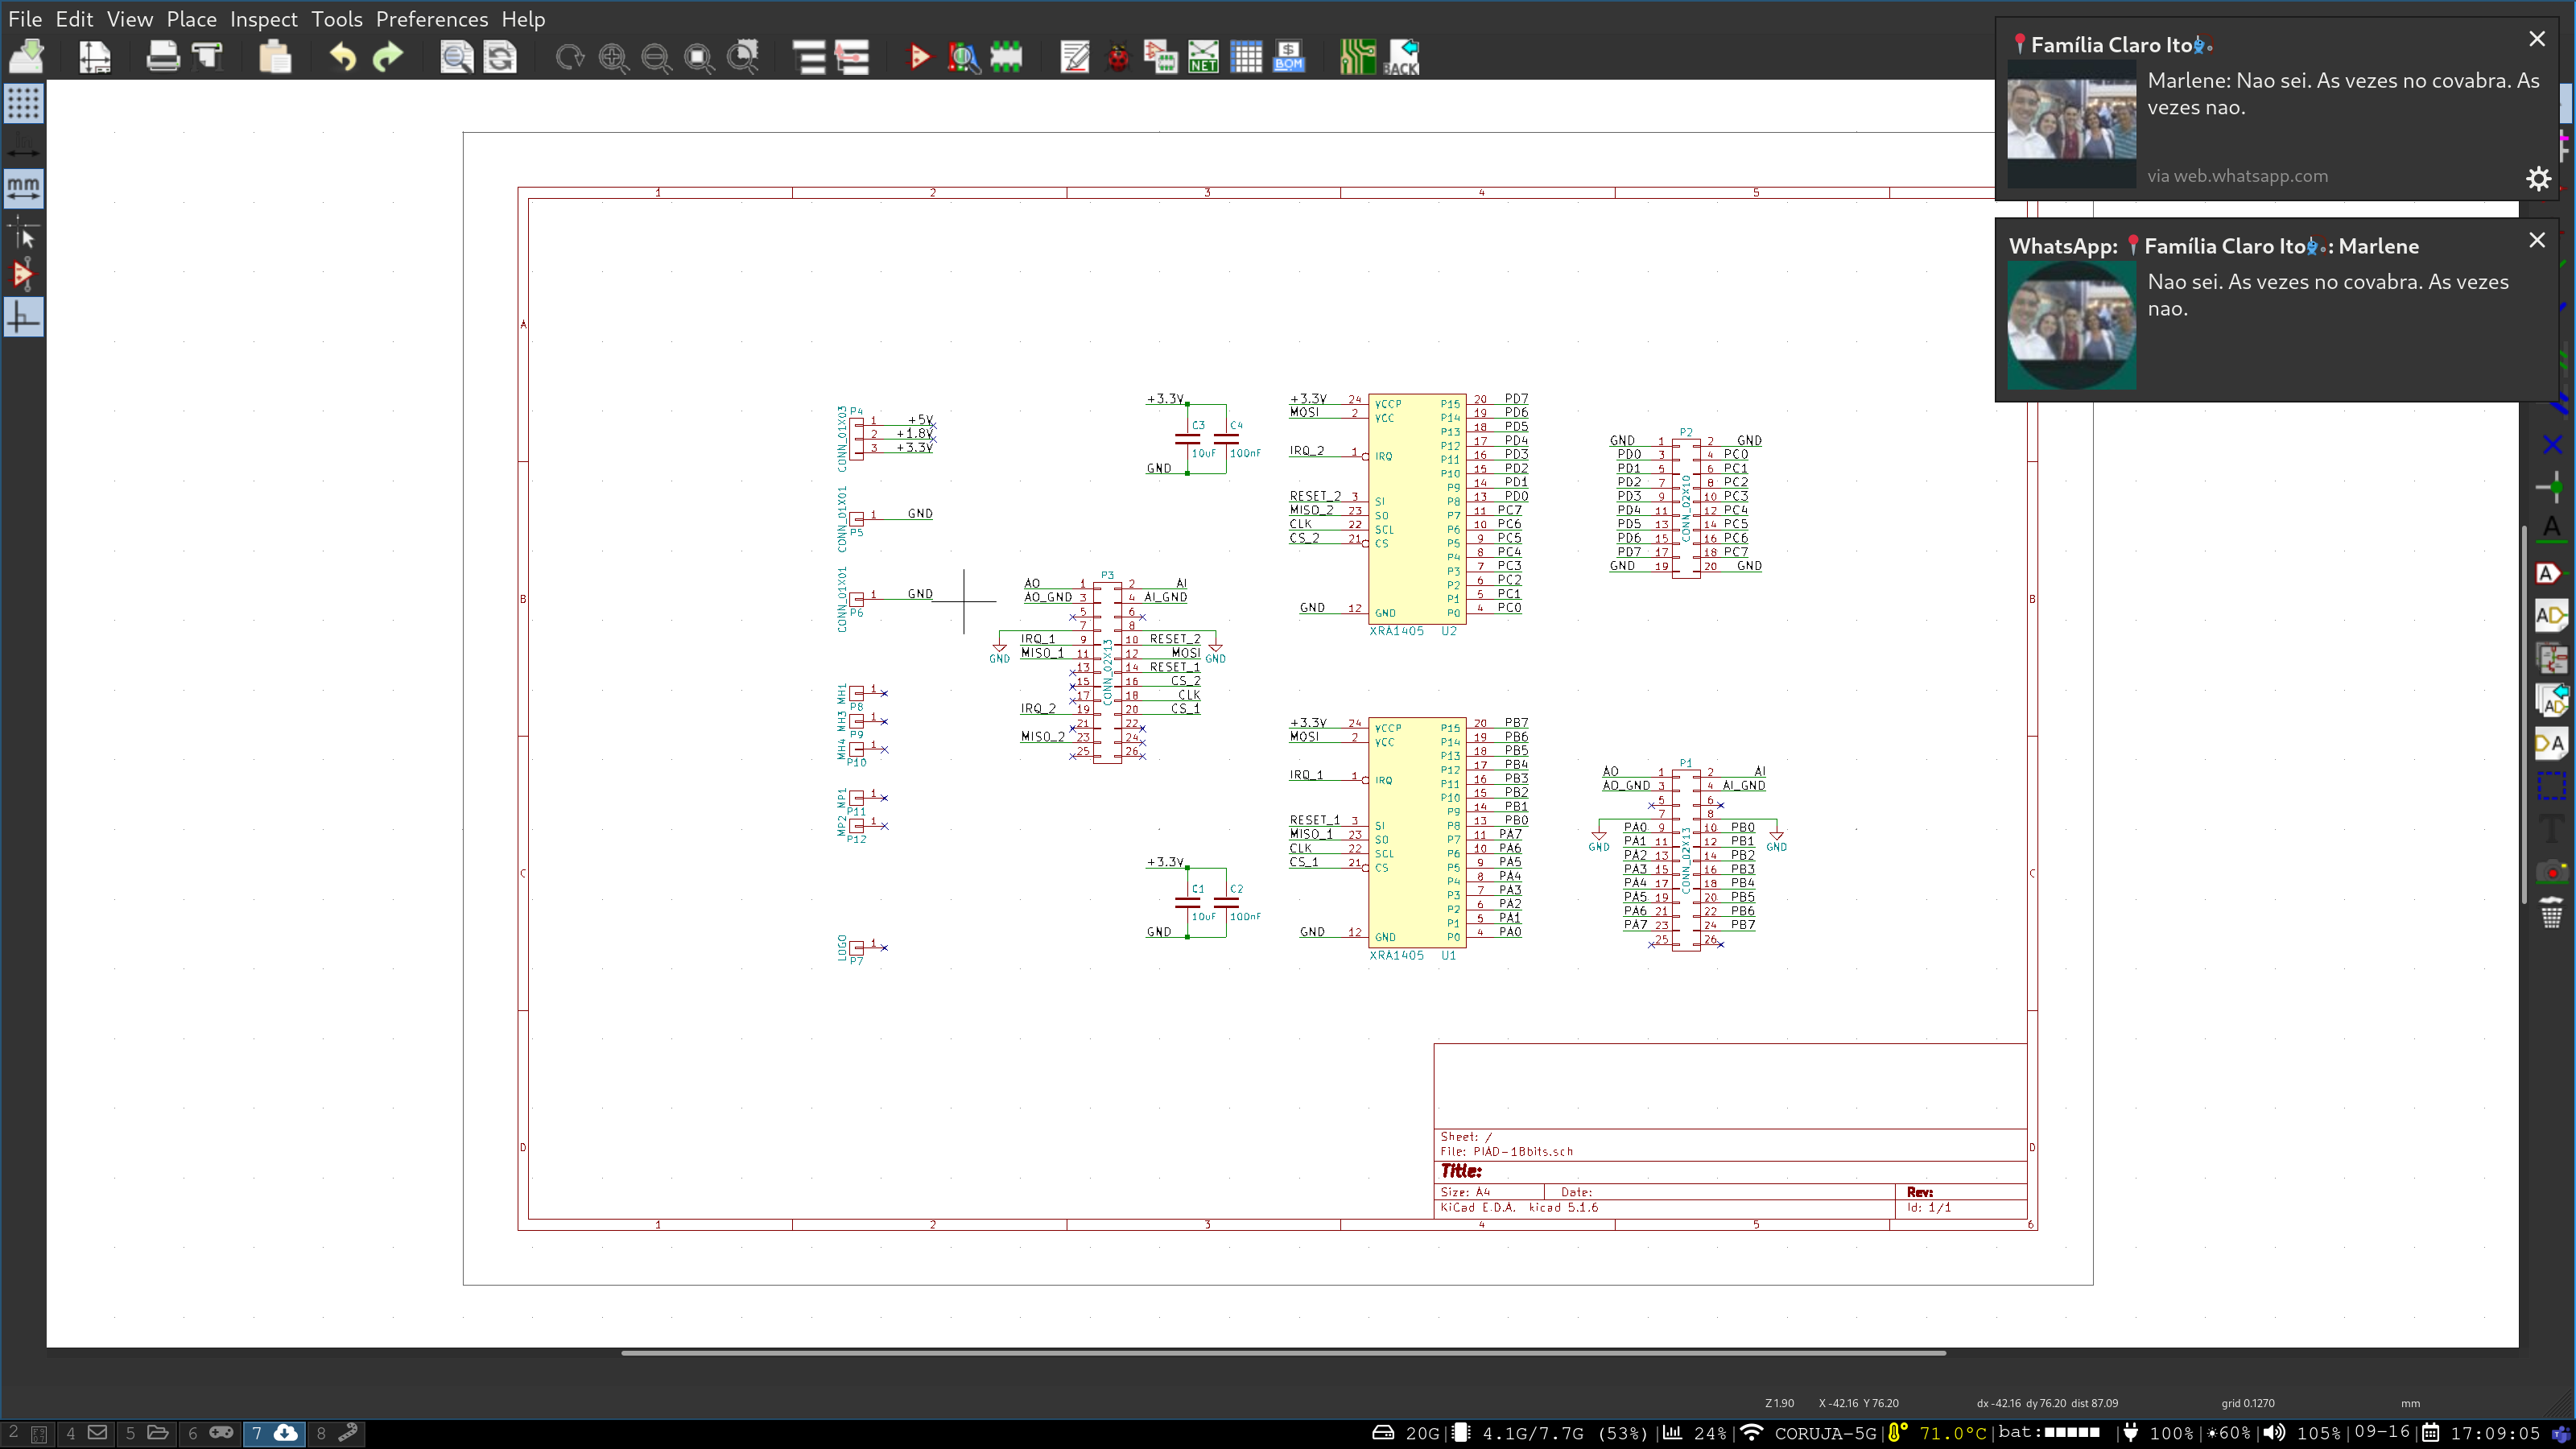 File Edit View Place Inspect Tools Preferences Help
mm
NET
BOM
BACK
Família Claro Ito
Marlene: Nao sei. As vezes no covabra. As
vezes nao.
via web.whatsapp.com
WhatsApp: Família Claro Ito: Marlene
Nao sei. As vezes no covabra. As vezes
nao.
1 2 3 4 5
A
B B
C C
D D
P4
CONN_01X03
1 +5V
2 +1.8V
3 +3.3V
CONN_01X01
1 GND
P5
CONN_01X01
1 GND
P6
MH1 1
P8
MH3 1
P9
MH4 1
P10
MP1 1
P11
MP2 1
P12
LOGO 1
P7
+3.3V
C3 C4
10uF 100nF
GND
P3
CONN_02X13
AO 1 2 AI
AO_GND 3 4 AI_GND
5 6
7 8
IRQ_1 9 10 RESET_2
GND MISO_1 11 12 MOSI GND
13 14 RESET_1
15 16 CS_2
17 18 CLK
IRQ_2 19 20 CS_1
21 22
MISO_2 23 24
25 26
+3.3V
C1 C2
10uF 100nF
GND
+3.3V 24 VCCP P15 20 PD7
MOSI 2 VCC P14 19 PD6
P13 18 PD5
P12 17 PD4
IRQ_2 1 IRQ P11 16 PD3
P10 15 PD2
P9 14 PD1
RESET_2 3 SI P8 13 PD0
MISO_2 23 SO P7 11 PC7
CLK 22 SCL P6 10 PC6
CS_2 21 CS P5 9 PC5
P4 8 PC4
P3 7 PC3
P2 6 PC2
P1 5 PC1
GND 12 GND P0 4 PC0
XRA1405 U2
+3.3V 24 VCCP P15 20 PB7
MOSI 2 VCC P14 19 PB6
P13 18 PB5
P12 17 PB4
IRQ_1 1 IRQ P11 16 PB3
P10 15 PB2
P9 14 PB1
RESET_1 3 SI P8 13 PB0
MISO_1 23 SO P7 11 PA7
CLK 22 SCL P6 10 PA6
CS_1 21 CS P5 9 PA5
P4 8 PA4
P3 7 PA3
P2 6 PA2
P1 5 PA1
GND 12 GND P0 4 PA0
XRA1405 U1
P2
CONN_02X10
GND 1 2 GND
PD0 3 4 PC0
PD1 5 6 PC1
PD2 7 8 PC2
PD3 9 10 PC3
PD4 11 12 PC4
PD5 13 14 PC5
PD6 15 16 PC6
PD7 17 18 PC7
GND 19 20 GND
P1
CONN_02X13
AO 1 2 AI
AO_GND 3 4 AI_GND
5 6
7 8
PA0 9 10 PB0
GND PA1 11 12 PB1 GND
PA2 13 14 PB2
PA3 15 16 PB3
PA4 17 18 PB4
PA5 19 20 PB5
PA6 21 22 PB6
PA7 23 24 PB7
25 26
Sheet: /
File: PIAD-18bits.sch
Title:
Size: A4 Date: Rev:
KiCad E.D.A. kicad 5.1.6 Id: 1/1
1 2 3 4 5 6
Z 1.90 X -42.16 Y 76.20 dx -42.16 dy 76.20 dist 87.09 grid 0.1270 mm
2 4 5 6 7 8
20G| 4.1G/7.7G (53%)| 24%| CORUJA-5G| 71.0°C|bat: | 100%|60%| 105%|09-16| 17:09:05